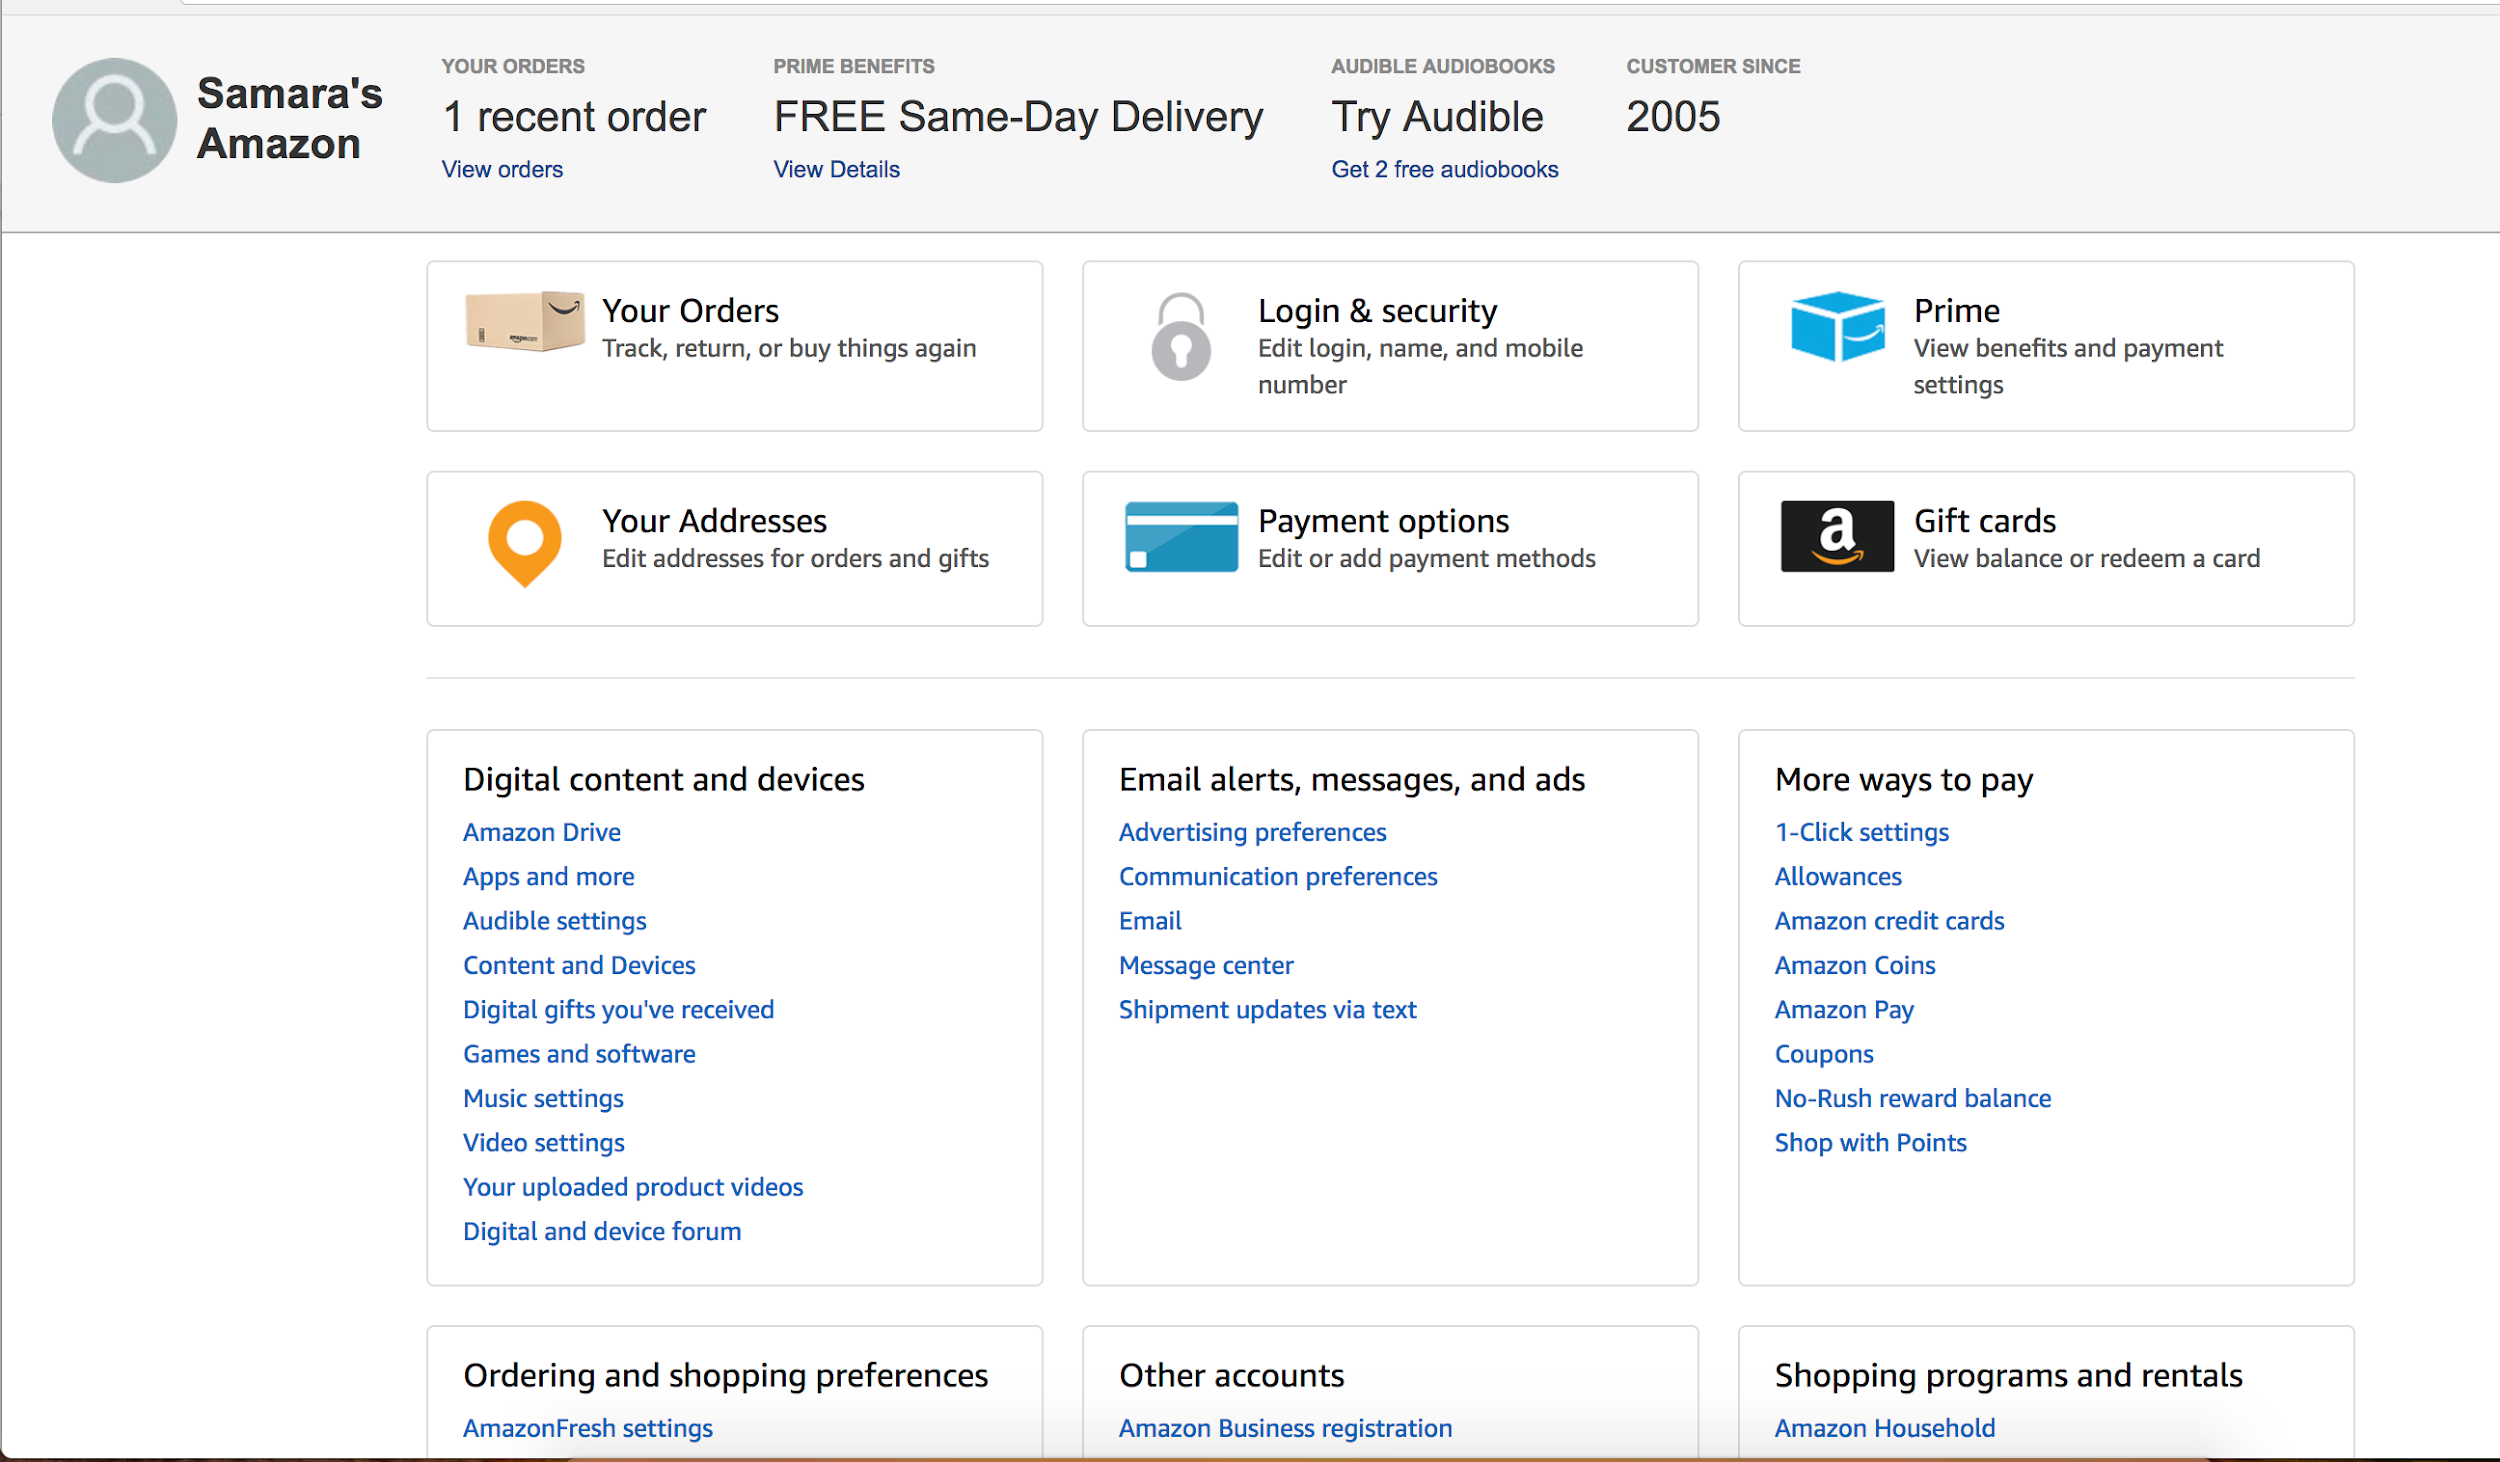 Samara's
Amazon
YOUR ORDERS
1 recent order
View orders
PRIME BENEFITS
FREE Same-Day Delivery
View Details
AUDIBLE AUDIOBOOKS
Try Audible
Get 2 free audiobooks
CUSTOMER SINCE
2005
Your Orders
Track, return, or buy things again
Login & security
Edit login, name, and mobile
number
Prime
View benefits and payment
settings
Your Addresses
Edit addresses for orders and gifts
Payment options
Edit or add payment methods
a
Gift cards
View balance or redeem a card
Digital content and devices
Amazon Drive
Apps and more
Audible settings
Content and Devices
Digital gifts you've received
Games and software
Music settings
Video settings
Your uploaded product videos
Digital and device forum
Email alerts, messages, and ads
Advertising preferences
Communication preferences
Email
Message center
Shipment updates via text
More ways to pay
1-Click settings
Allowances
Amazon credit cards
Amazon Coins
Amazon Pay
Coupons
No-Rush reward balance
Shop with Points
Ordering and shopping preferences
AmazonFresh settings
Other accounts
Amazon Business registration
Shopping programs and rentals
Amazon Household